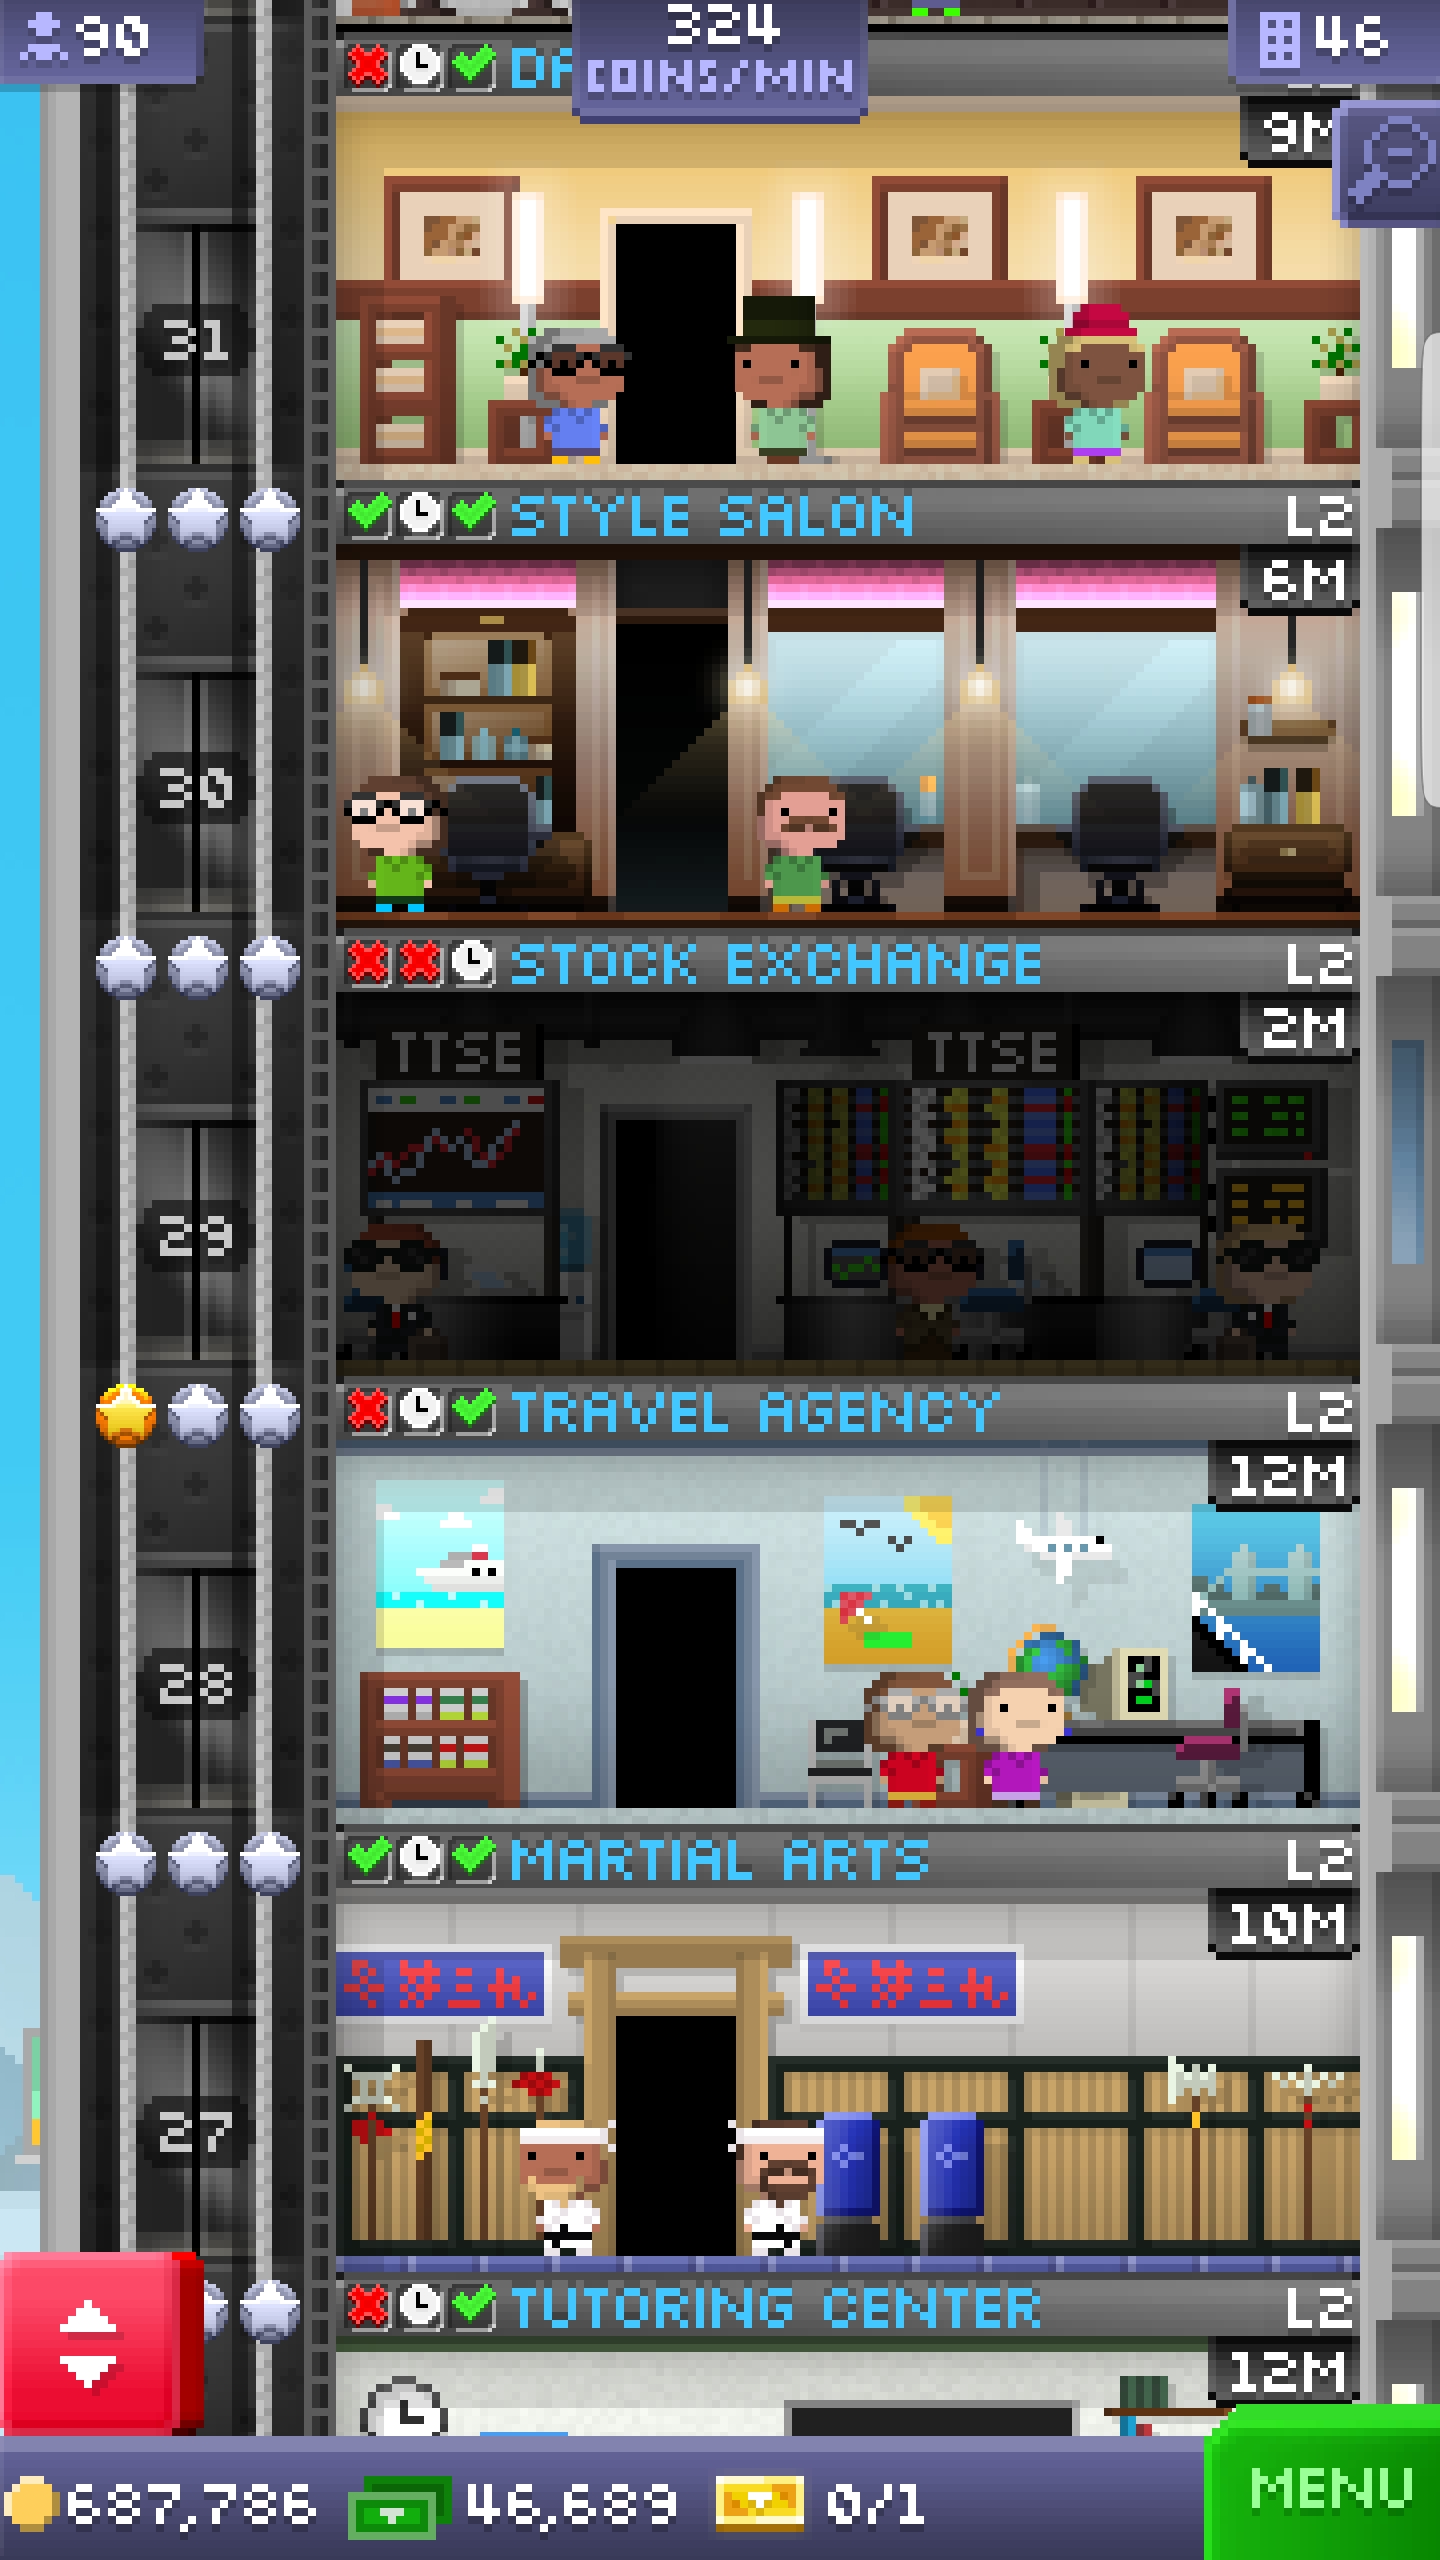 90
324
COINS/MIN
46
9M
31
STYLE SALON L2
6M
30
STOCK EXCHANGE L2
2M
TTSE TTSE
29
TRAVEL AGENCY L2
12M
28
MARTIAL ARTS L2
10M
27
TUTORING CENTER L2
12M
687,786 46,689 0/1
MENU